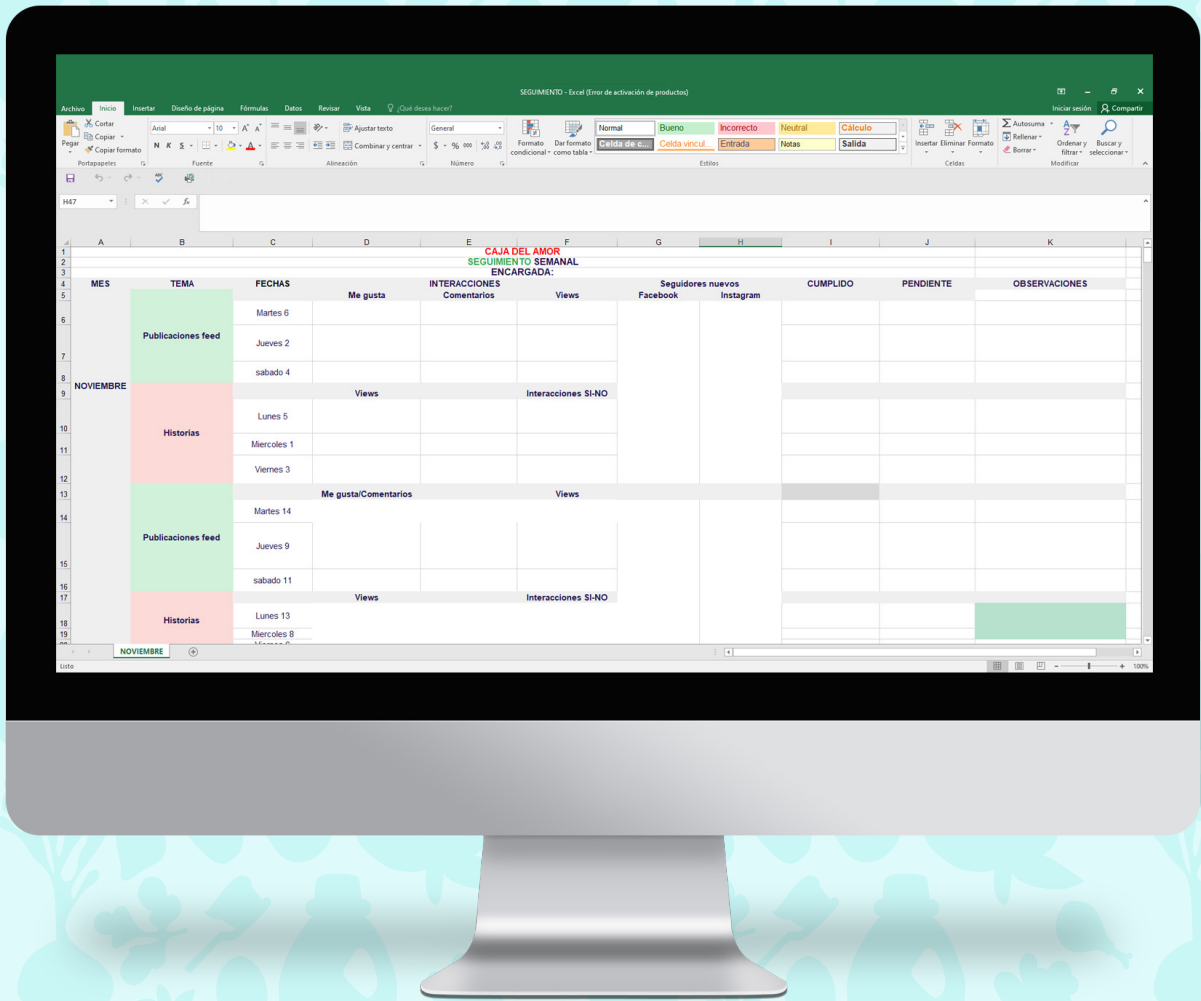 SEGUIMIENTO - Excel (Error de activación de productos)
Archivo Inicio Insertar Diseño de página Fórmulas Datos Revisar Vista ¿Qué desea hacer? Iniciar sesión Compartir
Pegar
Cortar
Copiar
Copiar formato
Portapapeles
Arial 10
N K S
Fuente
Ajustar texto
Combinar y centrar
Alineación
General
$ % 000
Número
Formato condicional
Dar formato como tabla
Normal Bueno Incorrecto Neutral Cálculo
Celda de c... Celda vincul... Entrada Notas Salida
Estilos
Insertar Eliminar Formato
Celdas
Autosuma
Rellenar
Borrar
Ordenar y filtrar
Buscar y seleccionar
Modificar
H47 fx
A B C D E F G H I J K
1 CAJA DEL AMOR
2 SEGUIMIENTO SEMANAL
3 ENCARGADA:
4 MES TEMA FECHAS INTERACCIONES Seguidores nuevos CUMPLIDO PENDIENTE OBSERVACIONES
5 Me gusta Comentarios Views Facebook Instagram
6 Martes 6
Publicaciones feed
7 Jueves 2
8 sabado 4
NOVIEMBRE
9 Views Interacciones SI-NO
10 Lunes 5
Historias
11 Miercoles 1
12 Viernes 3
13 Me gusta/Comentarios Views
14 Martes 14
Publicaciones feed
15 Jueves 9
16 sabado 11
17 Views Interacciones SI-NO
18 Historias Lunes 13
19 Miercoles 8
NOVIEMBRE
Listo 100%